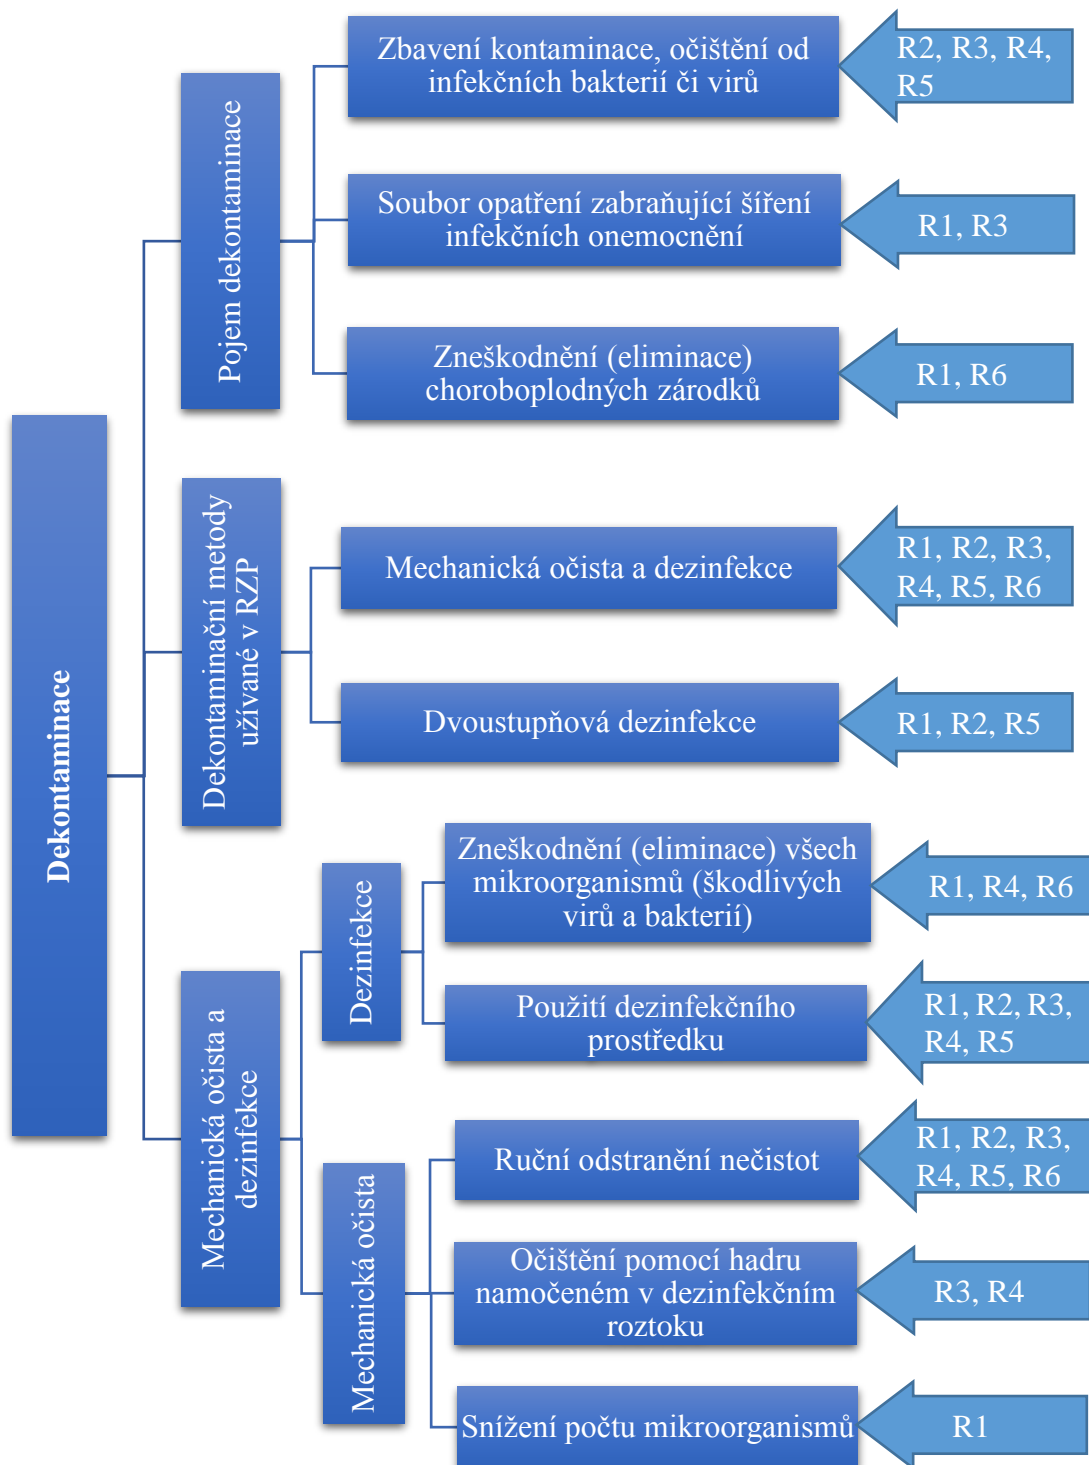 Dekontaminace
Pojem dekontaminace
Zbavení kontaminace, očištění od
infekčních bakterií či virů
R2, R3, R4,
R5
Soubor opatření zabraňující šíření
infekčních onemocnění
R1, R3
Zneškodnění (eliminace)
choroboplodných zárodků
R1, R6
Dekontaminační metody
užívané v RZP
Mechanická očista a dezinfekce
R1, R2, R3,
R4, R5, R6
Dvoustupňová dezinfekce
R1, R2, R5
Mechanická očista a
dezinfekce
Dezinfekce
Zneškodnění (eliminace) všech
mikroorganismů (škodlivých
virů a bakterií)
R1, R4, R6
Použití dezinfekčního
prostředku
R1, R2, R3,
R4, R5
Mechanická očista
Ruční odstranění nečistot
R1, R2, R3,
R4, R5, R6
Očištění pomocí hadru
namočeném v dezinfekčním
roztoku
R3, R4
Snížení počtu mikroorganismů
R1